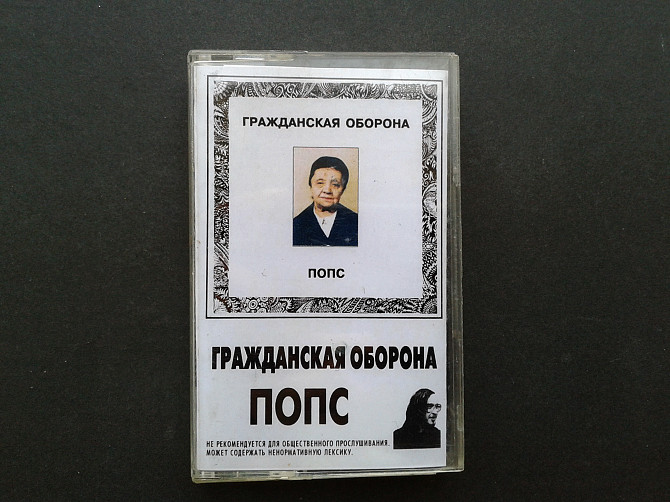 ГРАЖДАНСКАЯ ОБОРОНА
ПОПС
ГРАЖДАНСКАЯ ОБОРОНА
ПОПС
НЕ РЕКОМЕНДУЕТСЯ ДЛЯ ОБЩЕСТВЕННОГО ПРОСЛУШИВАНИЯ.
МОЖЕТ СОДЕРЖАТЬ НЕНОРМАТИВНУЮ ЛЕКСИКУ.